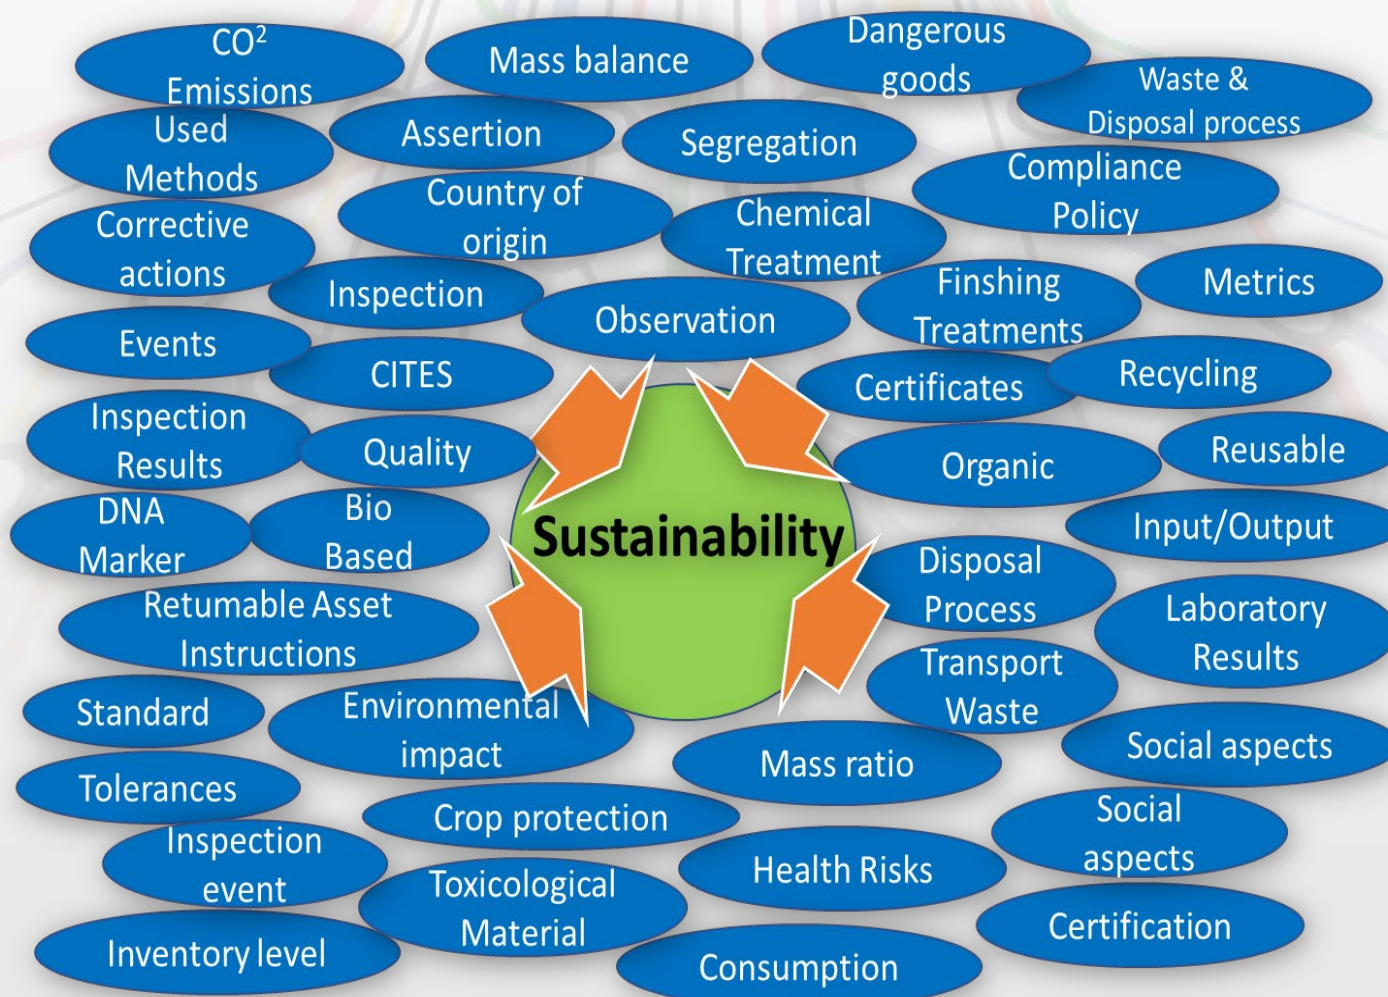 CO²
Emissions
Mass balance
Dangerous
goods
Waste &
Disposal process
Used
Methods
Assertion
Segregation
Compliance
Policy
Corrective
actions
Country of
origin
Chemical
Treatment
Inspection
Observation
Finshing
Treatments
Metrics
Events
CITES
Certificates
Recycling
Inspection
Results
Quality
Organic
Reusable
DNA
Marker
Bio
Based
Sustainability
Input/Output
Disposal
Process
Retumable Asset
Instructions
Laboratory
Results
Transport
Waste
Standard
Environmental
impact
Mass ratio
Social aspects
Tolerances
Crop protection
Social
aspects
Inspection
event
Toxicological
Material
Health Risks
Certification
Inventory level
Consumption